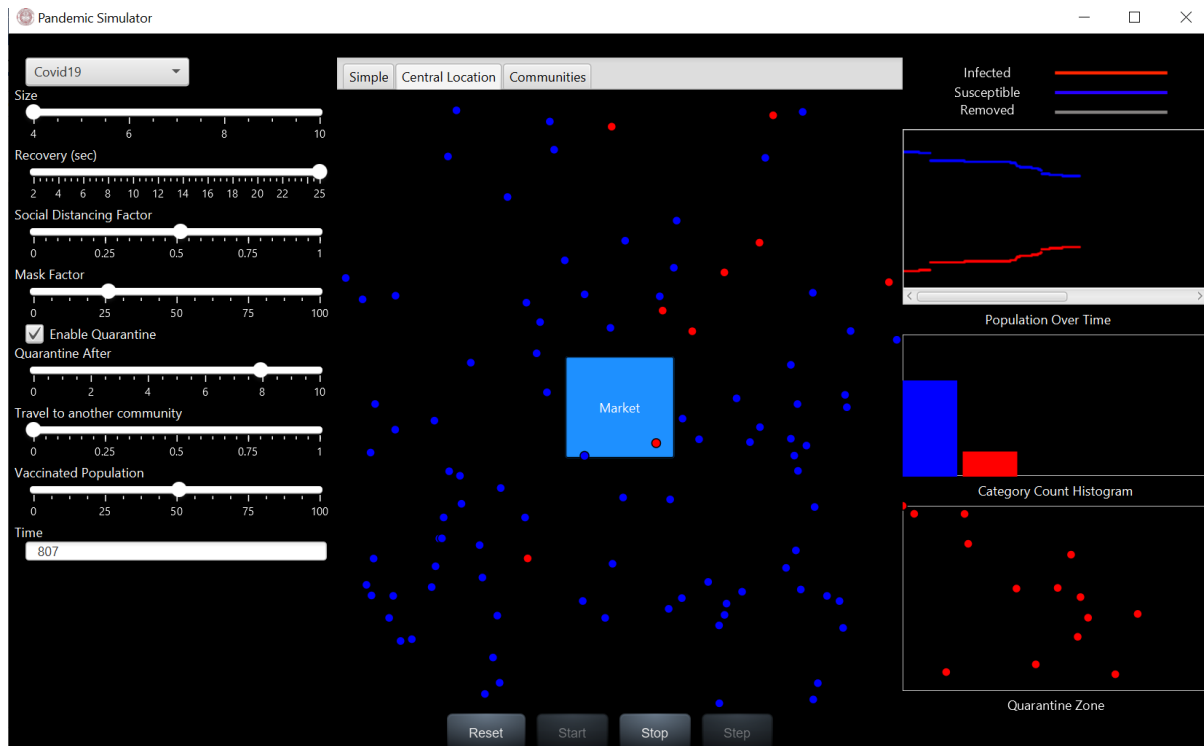 Pandemic Simulator
Covid19
Size
4 6 8 10
Recovery (sec)
2 4 6 8 10 12 14 16 18 20 22 25
Social Distancing Factor
0 0.25 0.5 0.75 1
Mask Factor
0 25 50 75 100
Enable Quarantine
Quarantine After
0 2 4 6 8 10
Travel to another community
0 0.25 0.5 0.75 1
Vaccinated Population
0 25 50 75 100
Time
807
Simple Central Location Communities
Market
Reset Start Stop Step
Infected
Susceptible
Removed
Population Over Time
Category Count Histogram
Quarantine Zone